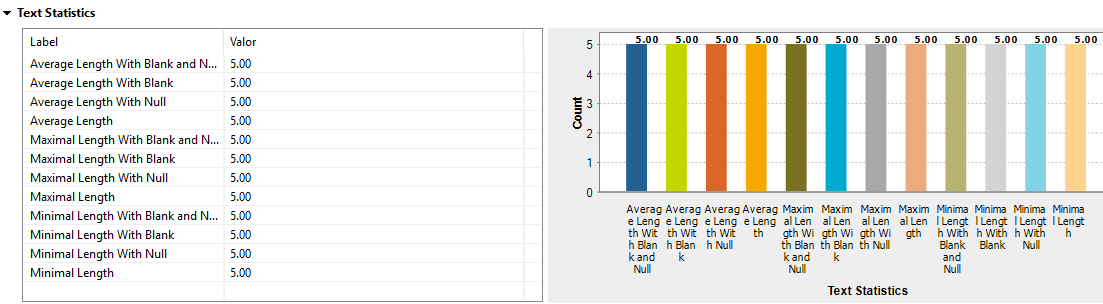 Text Statistics
Label Valor
Average Length With Blank and N... 5.00
Average Length With Blank 5.00
Average Length With Null 5.00
Average Length 5.00
Maximal Length With Blank and N... 5.00
Maximal Length With Blank 5.00
Maximal Length With Null 5.00
Maximal Length 5.00
Minimal Length With Blank and N... 5.00
Minimal Length With Blank 5.00
Minimal Length With Null 5.00
Minimal Length 5.00
5.00 5.00 5.00 5.00 5.00 5.00 5.00 5.00 5.00 5.00 5.00 5.00
5
4
3
2
1
0
Count
Averag
e Leng
th Wit
h Blan
k and
Null
Averag
e Leng
th Wit
h Blan
k
Averag
e Leng
th Wit
h Null
Averag
e Leng
th
Maxim
al Len
gth Wi
th Blan
k and
Null
Maxim
al Len
gth Wi
th Blan
k
Maxim
al Len
gth Wi
th Null
Maxim
al Len
gth
Minima
l Lengt
h With
Blank
and N
ull
Minima
l Lengt
h With
Blank
Minima
l Lengt
h With
Null
Minima
l Lengt
h
Text Statistics